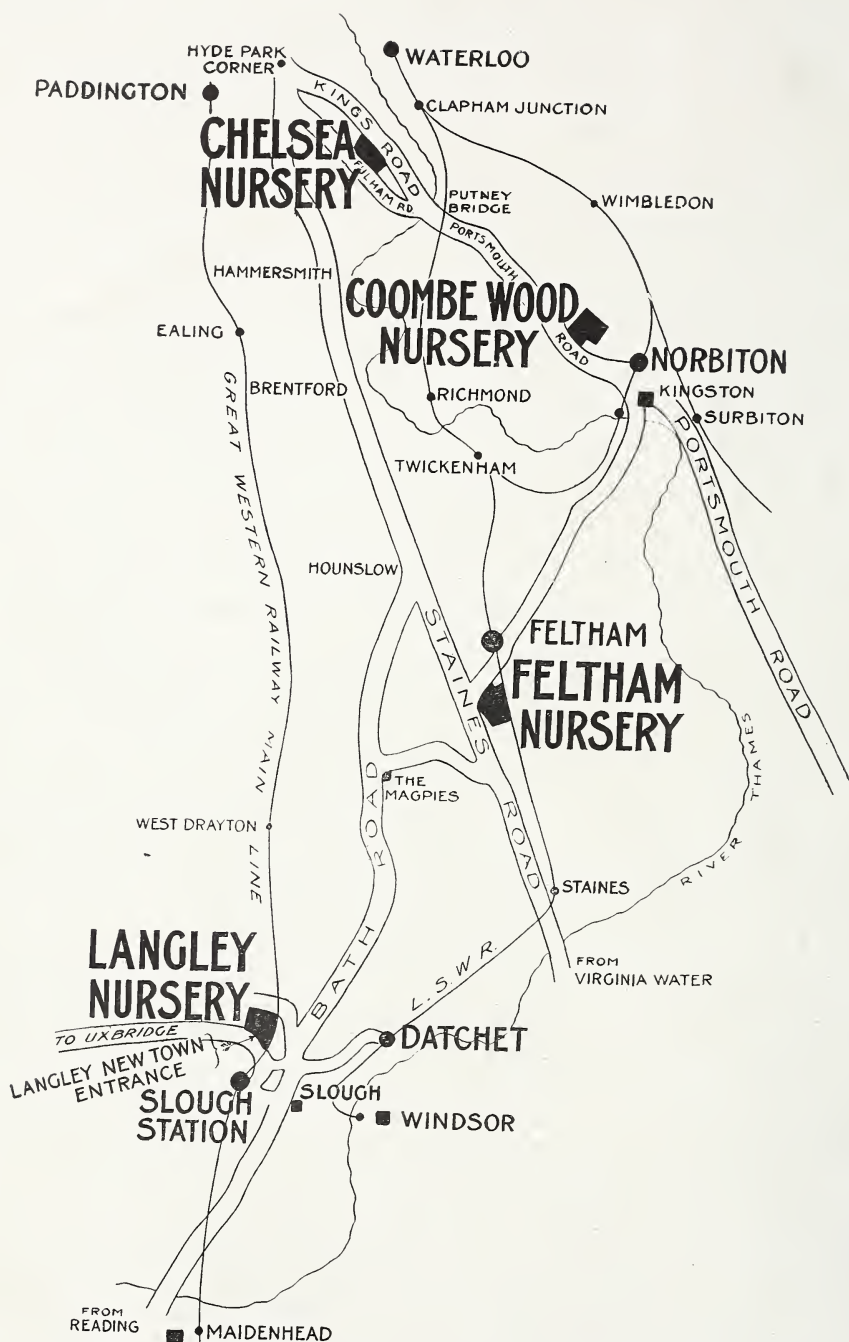 HYDE PARK
CORNER
WATERLOO
PADDINGTON
KINGS ROAD
CLAPHAM JUNCTION
CHELSEA
NURSERY
FULHAM RD.
PUTNEY
BRIDGE
WIMBLEDON
PORTSMOUTH
ROAD
HAMMERSMITH
COOMBE WOOD
NURSERY
EALING
NORBITON
BRENTFORD
RICHMOND
KINGSTON
SURBITON
GREAT WESTERN RAILWAY MAIN LINE
TWICKENHAM
PORTSMOUTH ROAD
HOUNSLOW
STAINES ROAD
FELTHAM
FELTHAM
NURSERY
THE
MAGPIES
RIVER THAMES
WEST DRAYTON
BATH ROAD
STAINES
LANGLEY
NURSERY
L. S. W. R.
FROM
VIRGINIA WATER
TO UXBRIDGE
LANGLEY NEW TOWN
ENTRANCE
DATCHET
SLOUGH
STATION
SLOUGH
WINDSOR
FROM
READING
MAIDENHEAD